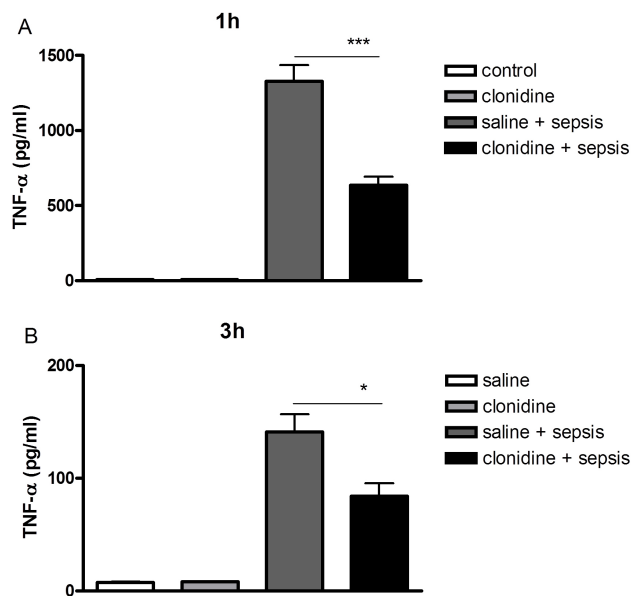 A
1h
***
1500
1000
500
0
TNF-α (pg/ml)
control
clonidine
saline + sepsis
clonidine + sepsis
B
3h
*
200
100
0
TNF-α (pg/ml)
saline
clonidine
saline + sepsis
clonidine + sepsis